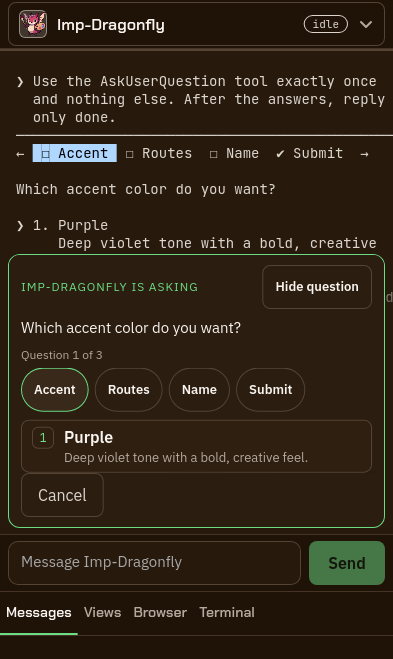 Imp-Dragonfly
idle
❯ Use the AskUserQuestion tool exactly once
and nothing else. After the answers, reply
only done.
← □ Accent □ Routes □ Name ✔ Submit →
Which accent color do you want?
❯ 1. Purple
Deep violet tone with a bold, creative
IMP-DRAGONFLY IS ASKING
Hide question
Which accent color do you want?
Question 1 of 3
Accent Routes Name Submit
1 Purple
Deep violet tone with a bold, creative feel.
Cancel
Message Imp-Dragonfly
Send
Messages Views Browser Terminal